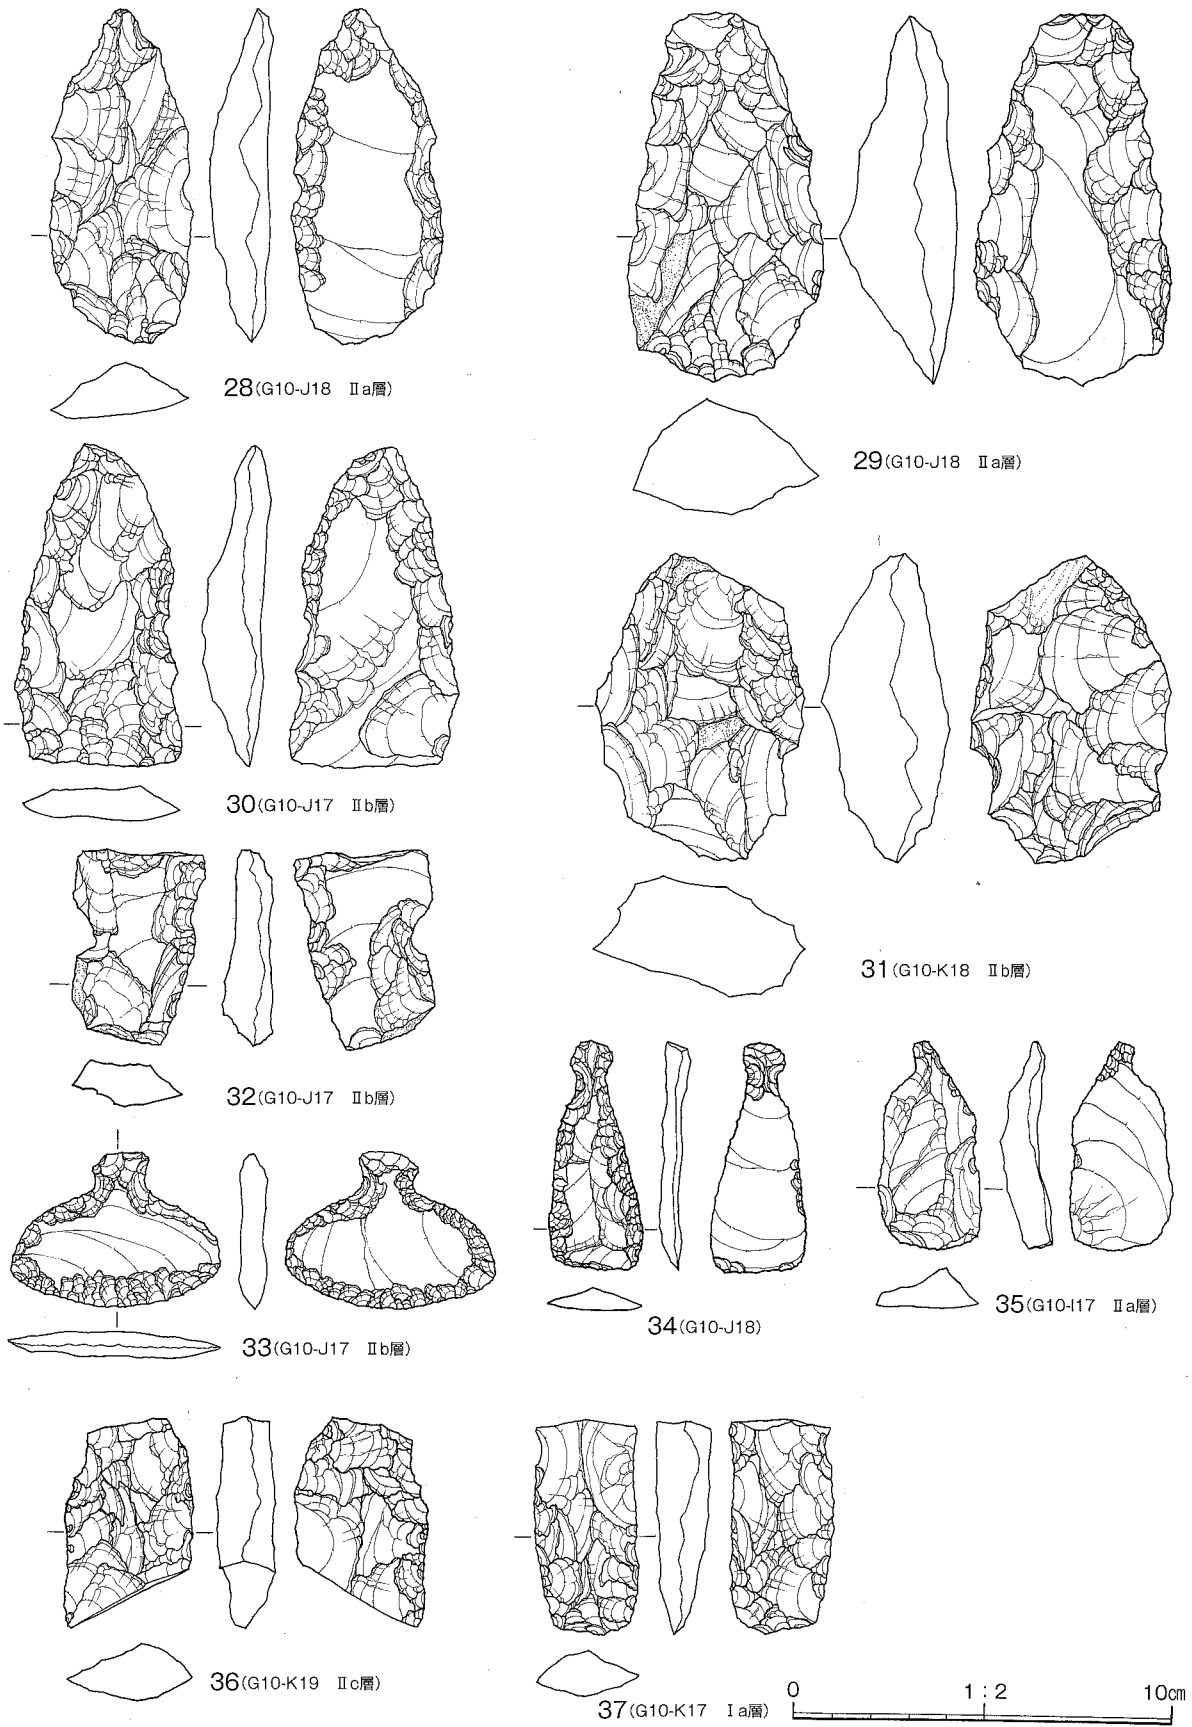 28(G10-J18 Ⅱa層)
29(G10-J18 Ⅱa層)
30(G10-J17 Ⅱb層)
31(G10-K18 Ⅱb層)
32(G10-J17 Ⅱb層)
33(G10-J17 Ⅱb層)
34(G10-J18)
35(G10-I17 Ⅱa層)
36(G10-K19 Ⅱc層)
37(G10-K17 Ⅰa層)
0 1:2 10cm